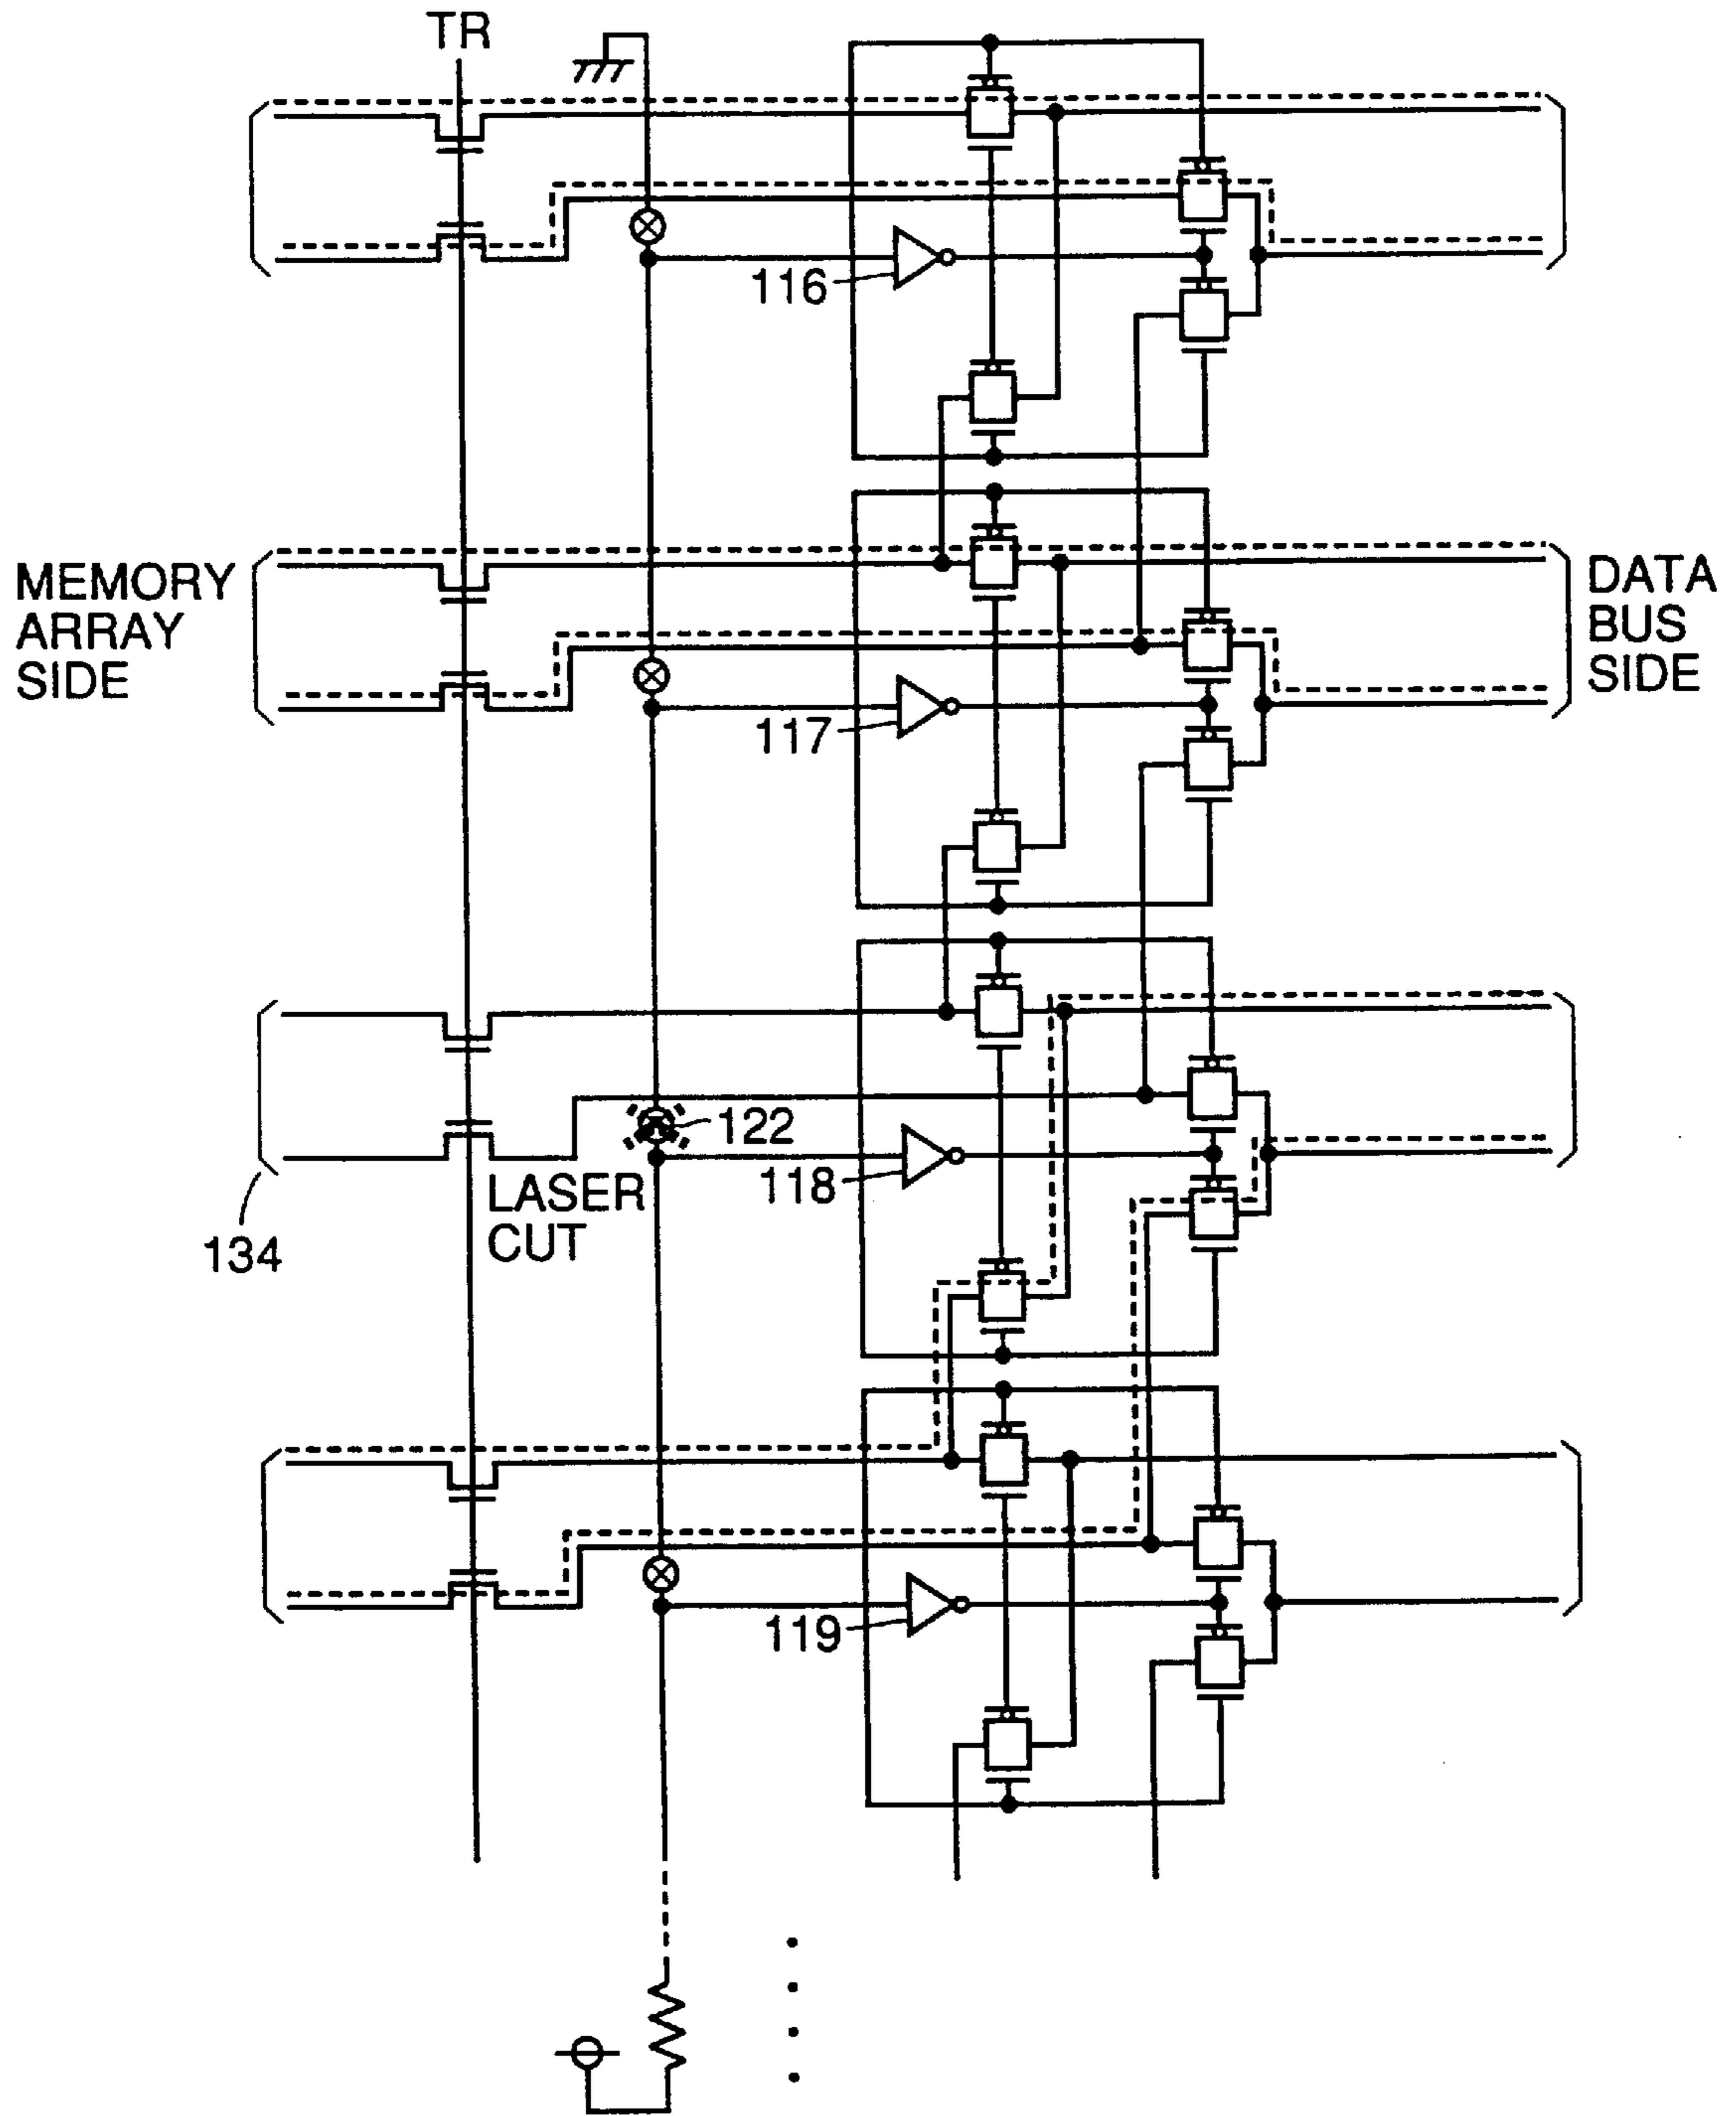 TR
116
MEMORY
ARRAY
SIDE
DATA
BUS
SIDE
117
122
118
LASER
CUT
134
119